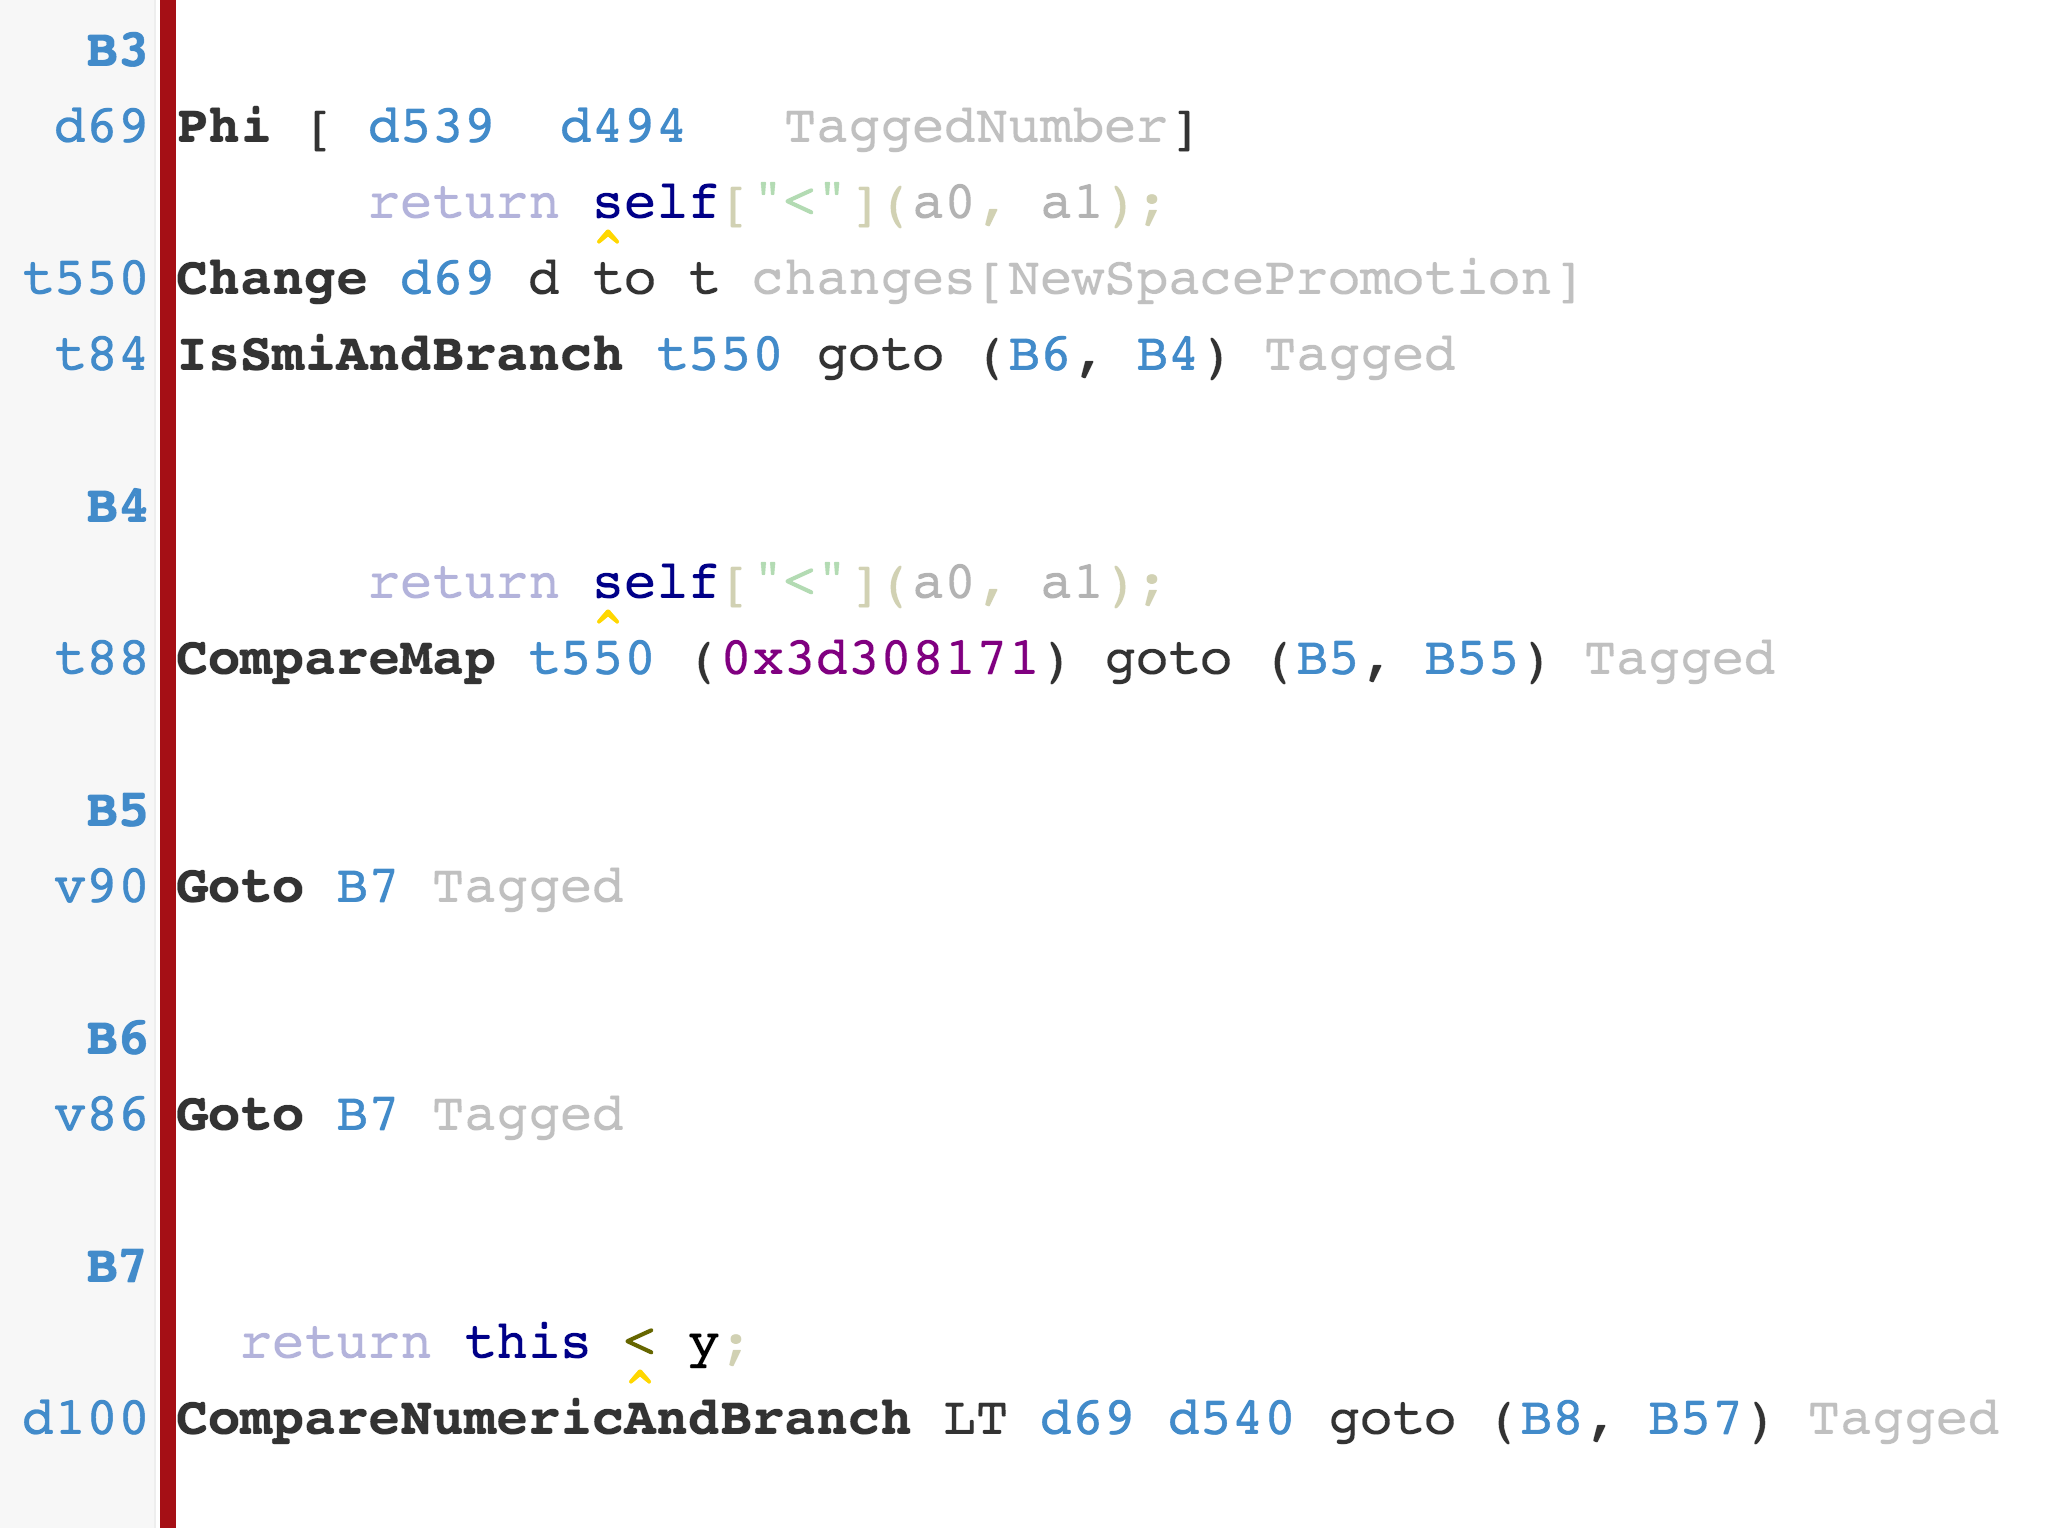 B3
d69 Phi [ d539 d494 TaggedNumber]
return self["<"](a0, a1);
^
t550 Change d69 d to t changes[NewSpacePromotion]
t84 IsSmiAndBranch t550 goto (B6, B4) Tagged
B4
return self["<"](a0, a1);
^
t88 CompareMap t550 (0x3d308171) goto (B5, B55) Tagged
B5
v90 Goto B7 Tagged
B6
v86 Goto B7 Tagged
B7
return this < y;
^
d100 CompareNumericAndBranch LT d69 d540 goto (B8, B57) Tagged